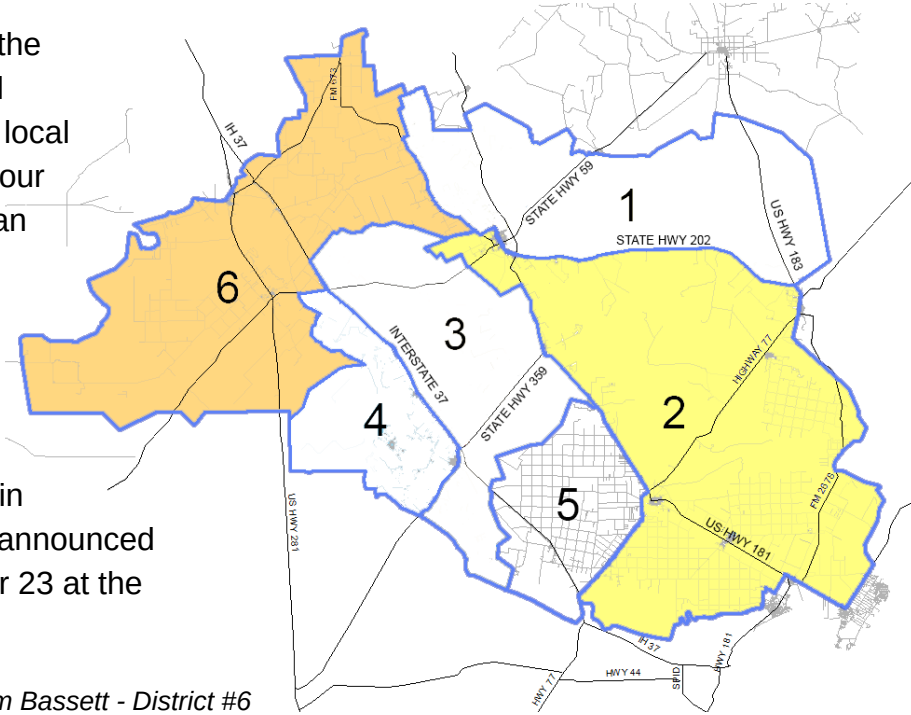 the
local
our
an
in
announced
r 23 at the
m Bassett - District #6
FM 673
IH 37
STATE HWY 59
1
US HWY 183
STATE HWY 202
6
3
INTERSTATE 37
HIGHWAY 77
STATE HWY 359
2
4
5
FM 2678
US HWY 281
US HWY 181
IH 37
HWY 181
HWY 44
SPID
HWY 77